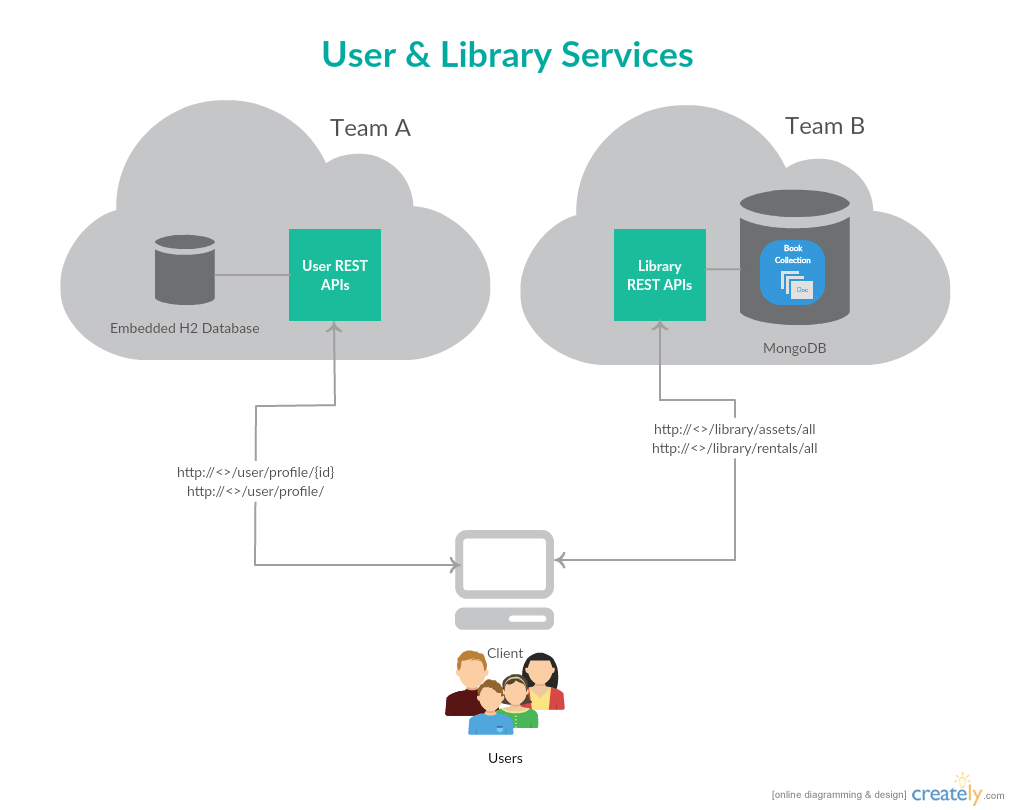 User & Library Services
Team A
Team B
User REST
APIs
Embedded H2 Database
Library
REST APIs
Book
Collection
Doc
MongoDB
http://<>/user/profile/{id}
http://<>/user/profile/
http://<>/library/assets/all
http://<>/library/rentals/all
Client
Users
[online diagramming & design] creately.com